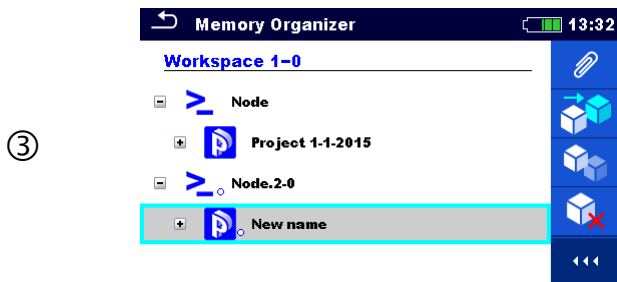 Memory Organizer 13:32
Workspace 1-0
Node
③ Project 1-1-2015
Node.2-0
New name